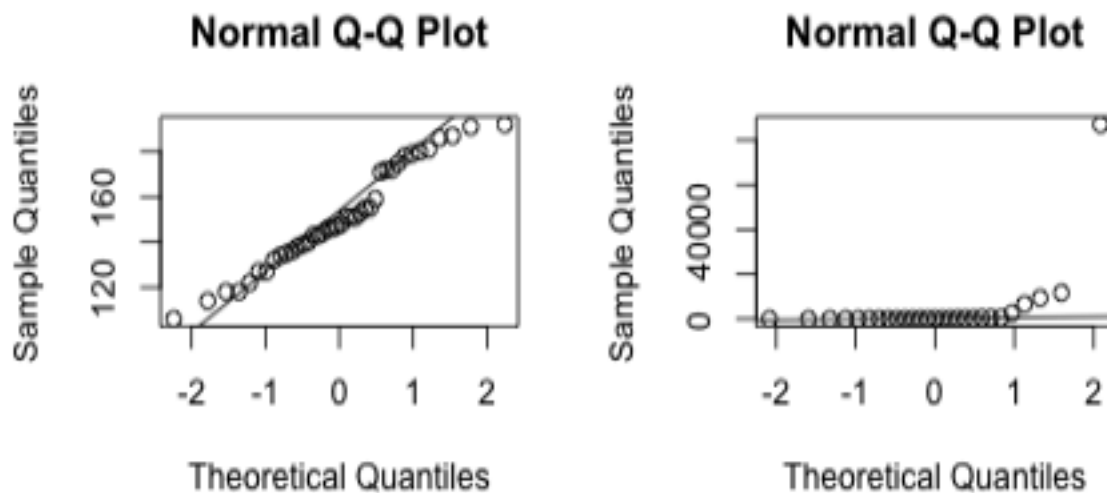 Normal Q-Q Plot
Sample Quantiles
120
160
-2
-1
0
1
2
Theoretical Quantiles
Normal Q-Q Plot
Sample Quantiles
0
40000
-2
-1
0
1
2
Theoretical Quantiles